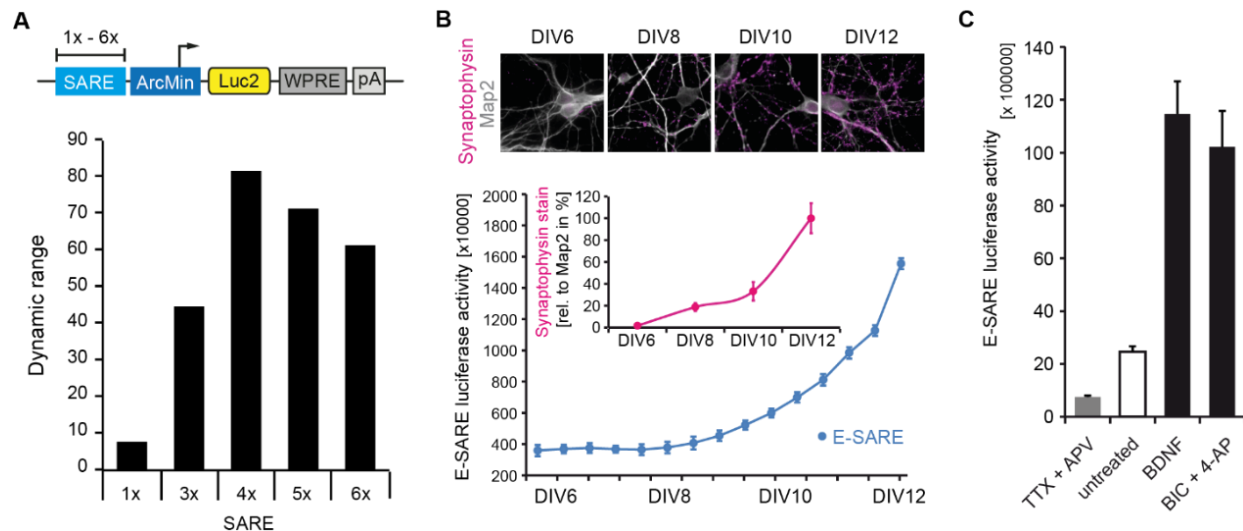 A
1x - 6x
SARE ArcMin Luc2 WPRE pA
Dynamic range
90
80
70
60
50
40
30
20
10
0
1x 3x 4x 5x 6x
SARE
B
DIV6 DIV8 DIV10 DIV12
Synaptophysin
Map2
E-SARE luciferase activity [x10000]
2000
1800
1600
1400
1200
1000
800
600
400
200
DIV6 DIV8 DIV10 DIV12
Synaptophysin stain
[rel. to Map2 in %]
120
100
80
60
40
20
0
DIV6 DIV8 DIV10 DIV12
E-SARE
C
E-SARE luciferase activity
[x 100000]
140
120
100
80
60
40
20
0
TTX + APV
untreated
BDNF
BIC + 4-AP